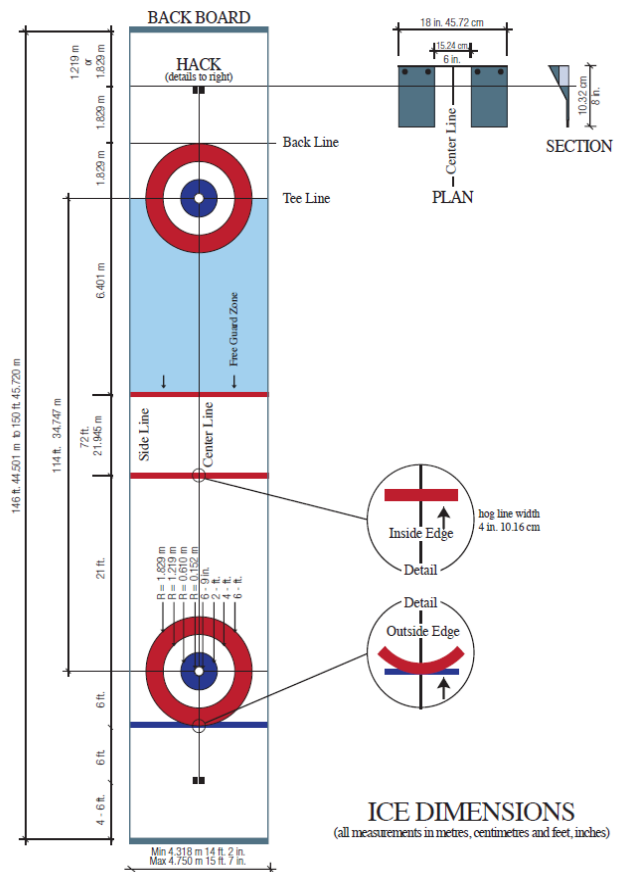 BACK BOARD
HACK
(details to right)
1.219 m
or
1.829 m
1.829 m
1.829 m
6.401 m
Back Line
Tee Line
Free Guard Zone
Side Line
Center Line
146 ft. 44.501 m to 150 ft. 45.720 m
114 ft. 34.747 m
72 ft.
21.945 m
21 ft.
R = 1.829 m
R = 1.219 m
R = 0.610 m
R = 0.152 m
6 - 9 in.
2 - ft.
4 - ft.
6 - ft.
6 ft.
6 ft.
4 - 6 ft.
Min 4.318 m 14 ft. 2 in.
Max 4.750 m 15 ft. 7 in.
18 in. 45.72 cm
15.24 cm
6 in.
Center Line
PLAN
10.32 cm
8 in.
SECTION
Inside Edge
Detail
hog line width
4 in. 10.16 cm
Detail
Outside Edge
ICE DIMENSIONS
(all measurements in metres, centimetres and feet, inches)